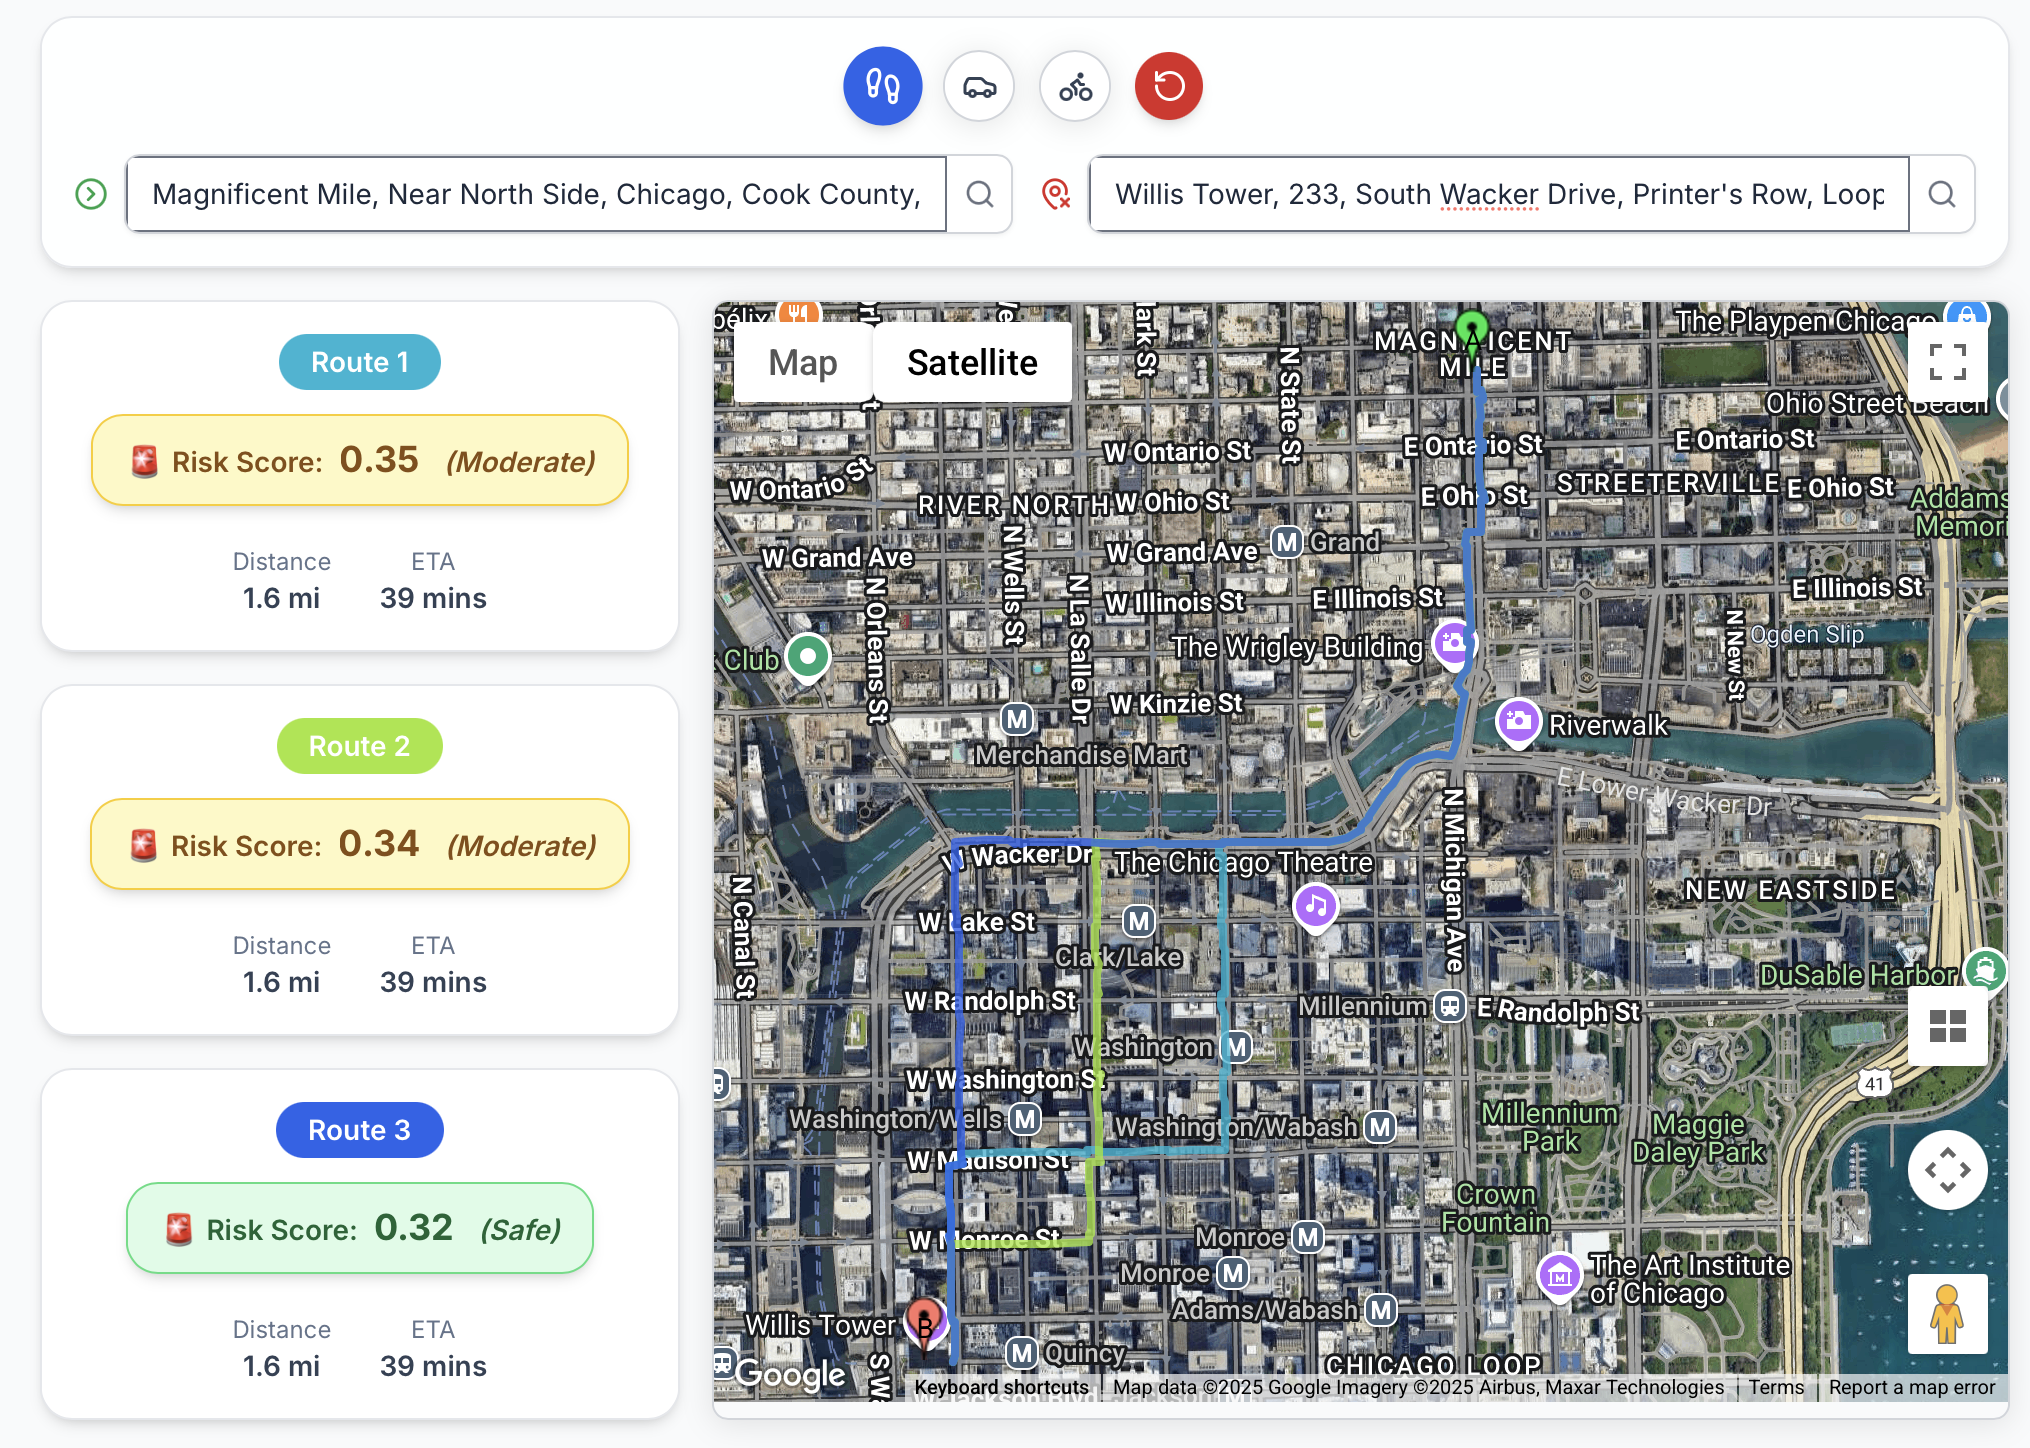 Magnificent Mile, Near North Side, Chicago, Cook County,
Willis Tower, 233, South Wacker Drive, Printer's Row, Loop
Route 1
Risk Score: 0.35 (Moderate)
Distance
ETA
1.6 mi
39 mins
Route 2
Risk Score: 0.34 (Moderate)
Distance
ETA
1.6 mi
39 mins
Route 3
Risk Score: 0.32 (Safe)
Distance
ETA
1.6 mi
39 mins
Map
Satellite
MAGNIFICENT
MILE
The Playpen Chicago
Ohio Street Beach
N State St
W Ontario St
E Ontario St
E Ontario St
W Ontario St
RIVER NORTH
W Ohio St
E Ohio St
STREETERVILLE
E Ohio St
Addams
W Grand Ave
W Grand Ave
M Grand
N Wells St
N Orleans St
N La Salle Dr
W Illinois St
E Illinois St
E Illinois St
N New St
Ogden Slip
Club
The Wrigley Building
W Kinzie St
M
Merchandise Mart
Riverwalk
E Lower Wacker Dr
N Michigan Ave
W Wacker Dr
The Chicago Theatre
N Canal St
W Lake St
M
Clark/Lake
NEW EASTSIDE
DuSable Harbor
W Randolph St
Millennium
E Randolph St
Washington M
W Washington St
41
Washington/Wells M
Washington/Wabash M
Millennium
Park
Maggie
Daley Park
W Madison St
Crown
Fountain
W Monroe St
Monroe M
Monroe M
Adams/Wabash M
The Art Institute
of Chicago
Willis Tower
B
M Quincy
CHICAGO LOOP
Google
Keyboard shortcuts
Map data ©2025 Google Imagery ©2025 Airbus, Maxar Technologies
Terms
Report a map error